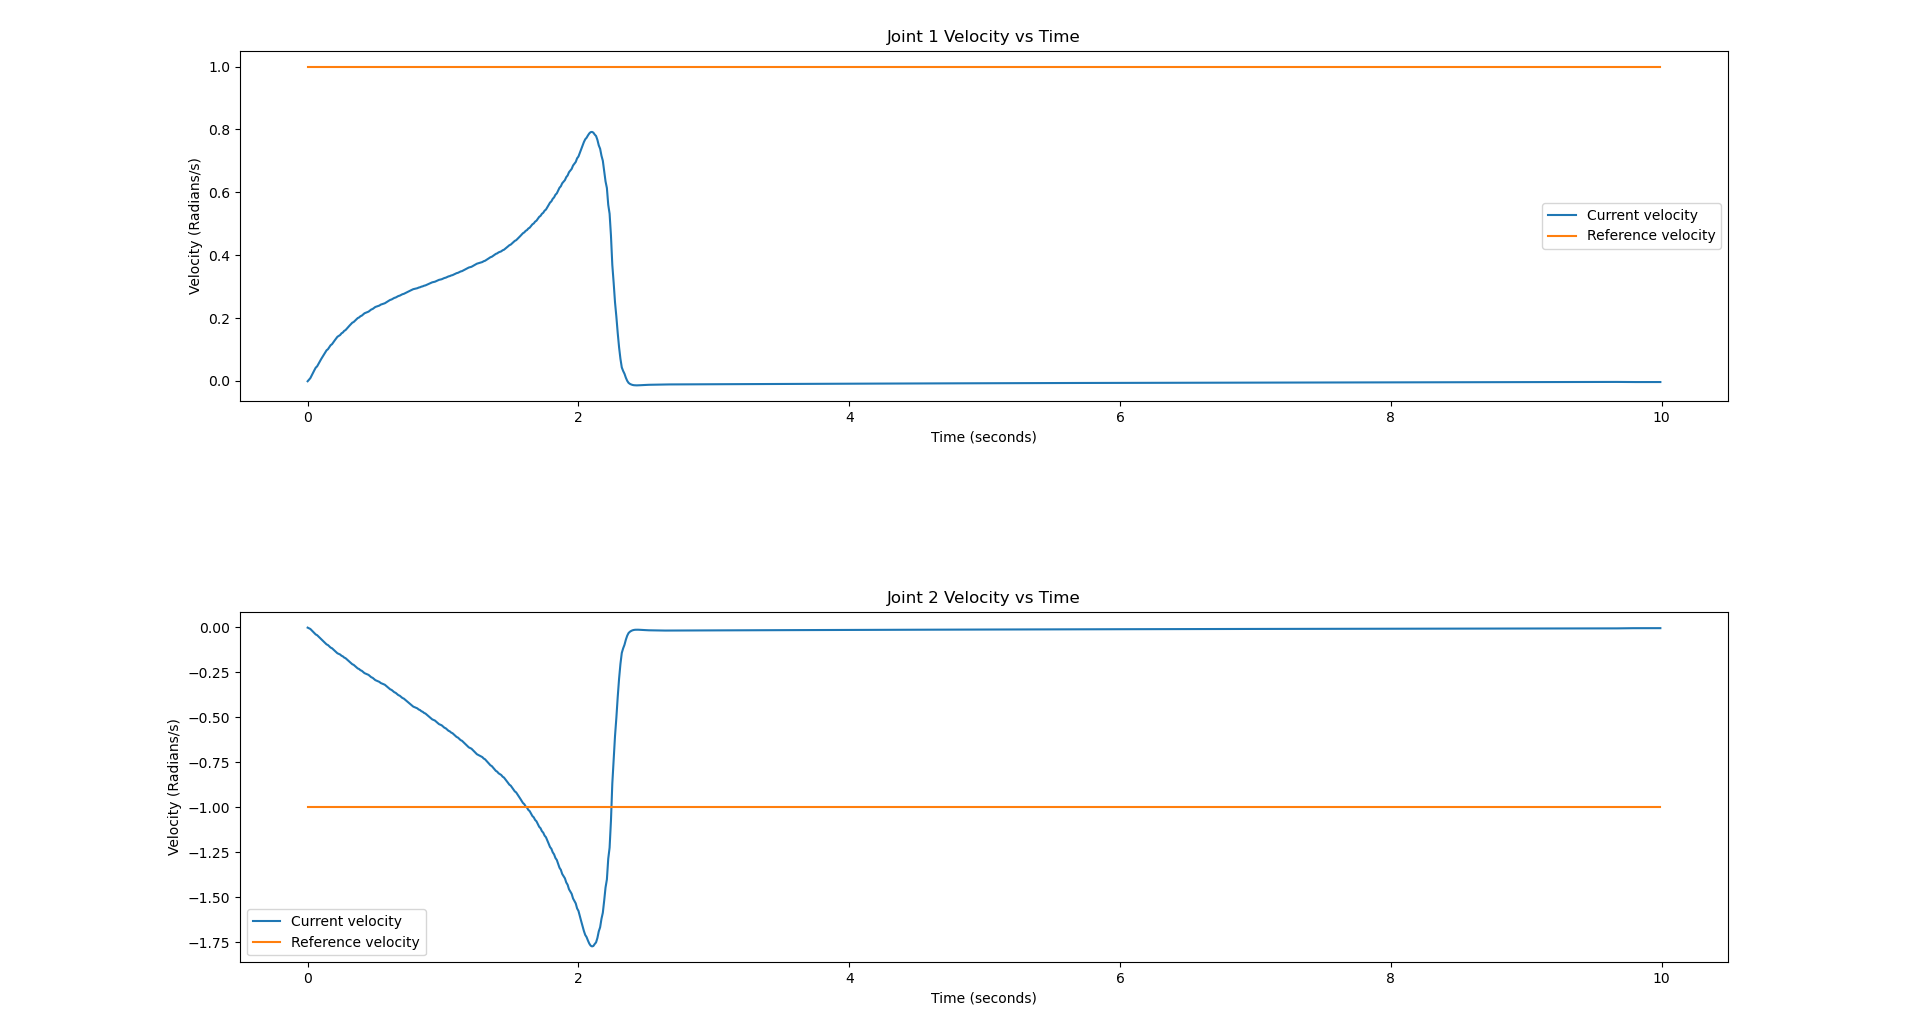 Joint 1 Velocity vs Time
1.0
0.8
0.6
0.4
0.2
0.0
Velocity (Radians/s)
Current velocity
Reference velocity
0 2 4 6 8 10
Time (seconds)
Joint 2 Velocity vs Time
0.00
−0.25
−0.50
−0.75
−1.00
−1.25
−1.50
−1.75
Velocity (Radians/s)
Current velocity
Reference velocity
0 2 4 6 8 10
Time (seconds)